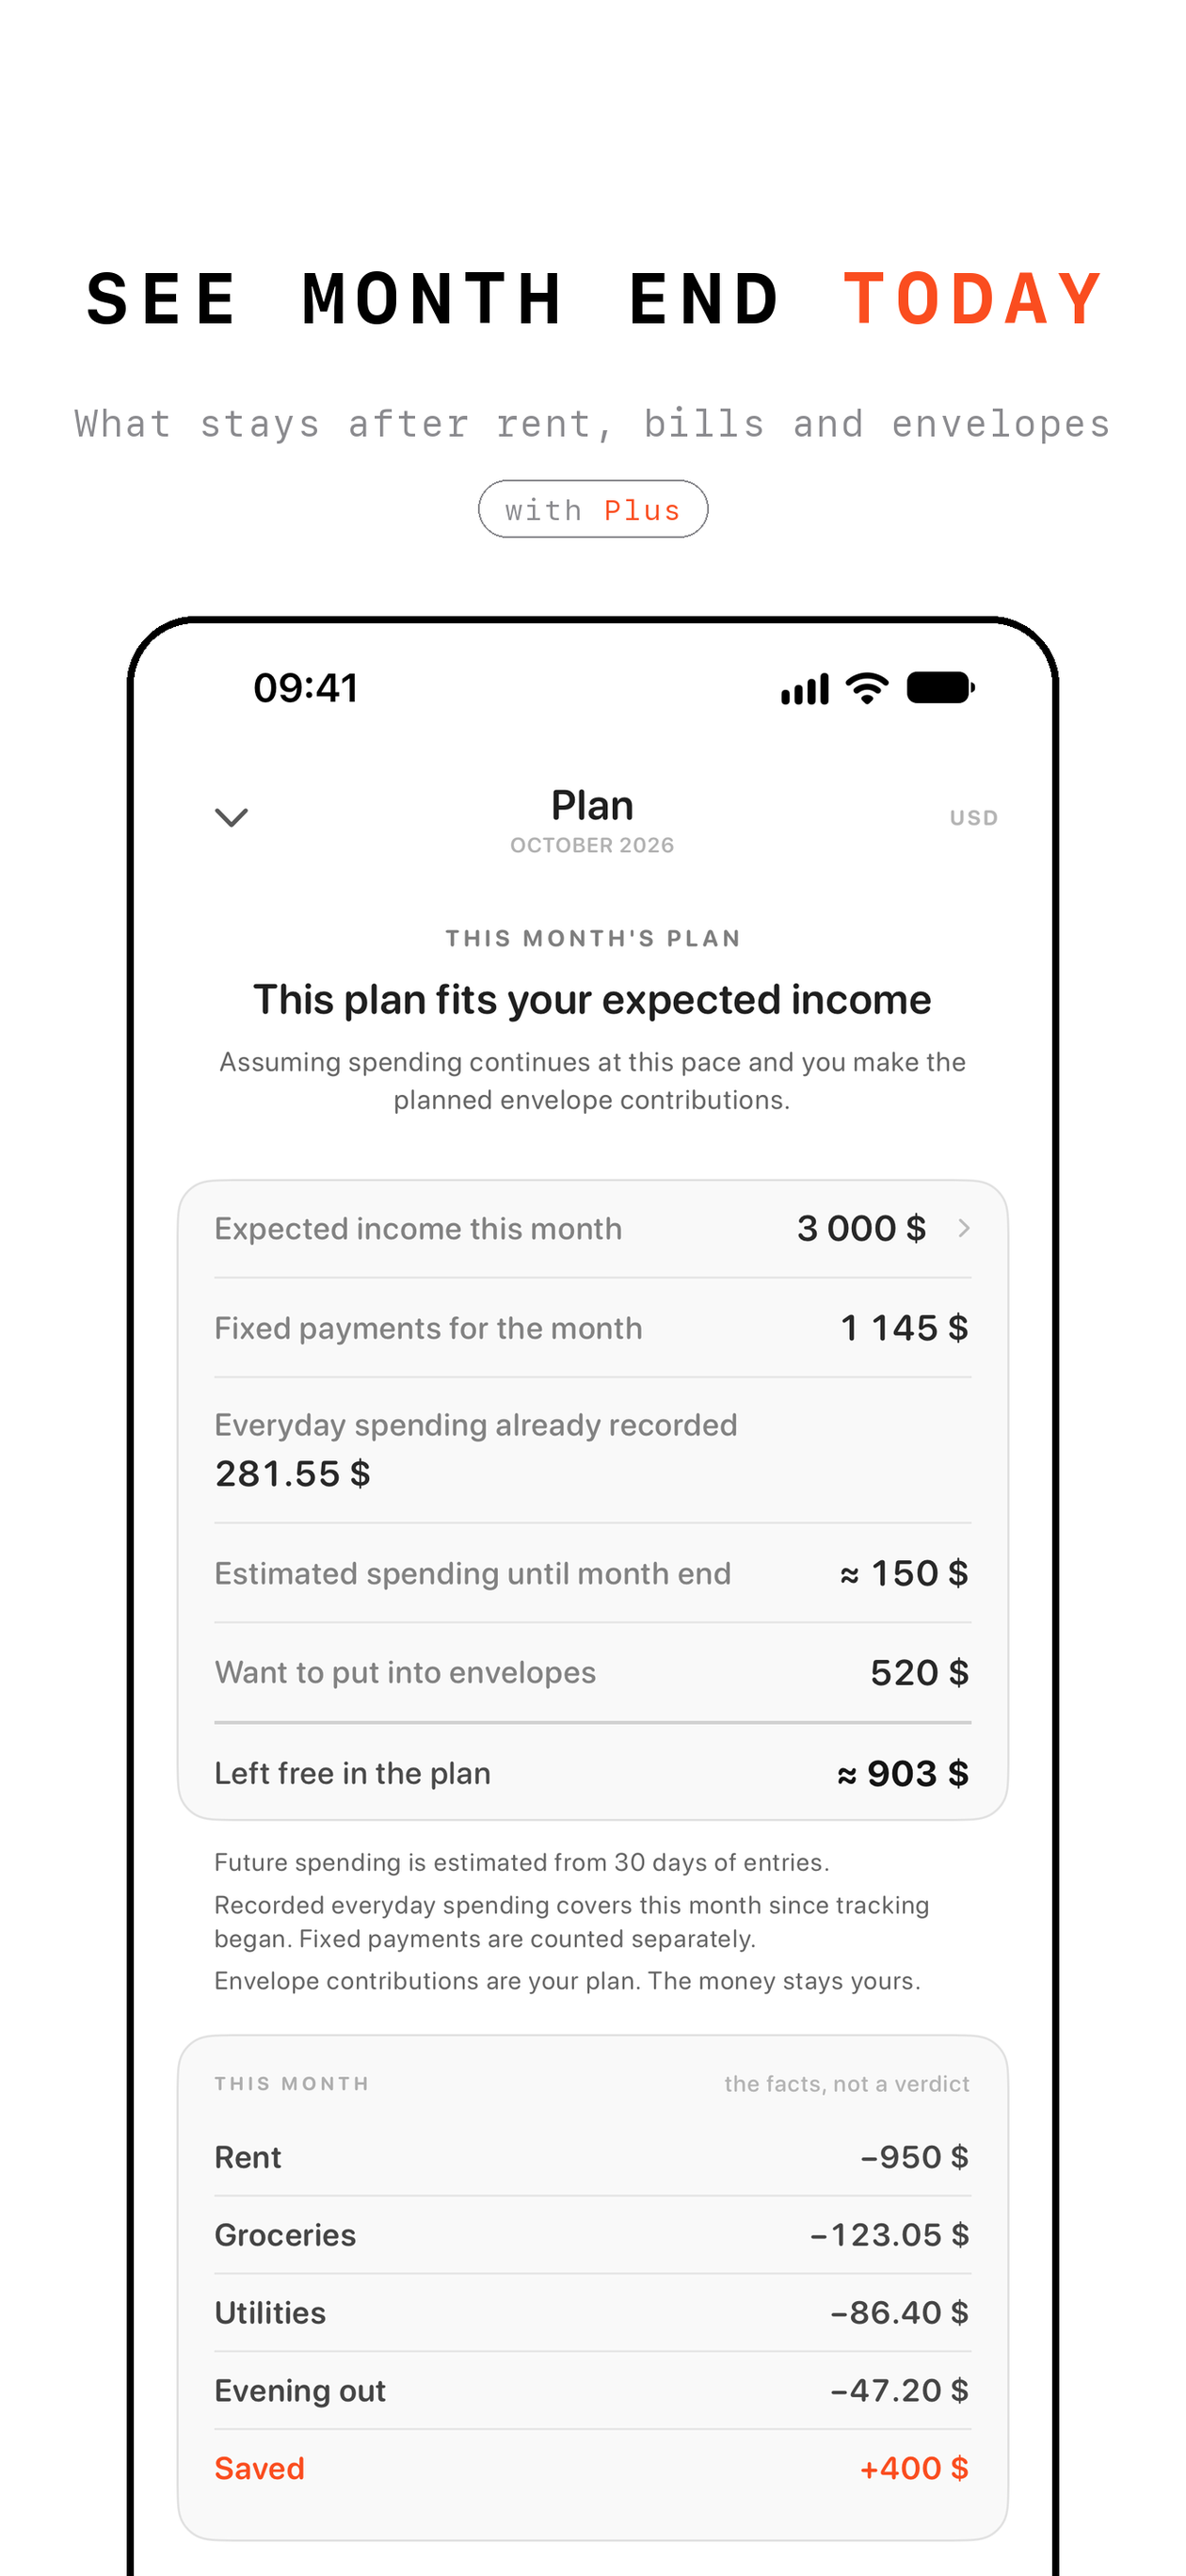 SEE MONTH END TODAY
What stays after rent, bills and envelopes
with Plus
09:41
Plan
OCTOBER 2026
USD
THIS MONTH'S PLAN
This plan fits your expected income
Assuming spending continues at this pace and you make the
planned envelope contributions.
Expected income this month 3 000 $
Fixed payments for the month 1 145 $
Everyday spending already recorded
281.55 $
Estimated spending until month end ≈ 150 $
Want to put into envelopes 520 $
Left free in the plan ≈ 903 $
Future spending is estimated from 30 days of entries.
Recorded everyday spending covers this month since tracking
began. Fixed payments are counted separately.
Envelope contributions are your plan. The money stays yours.
THIS MONTH the facts, not a verdict
Rent −950 $
Groceries −123.05 $
Utilities −86.40 $
Evening out −47.20 $
Saved +400 $